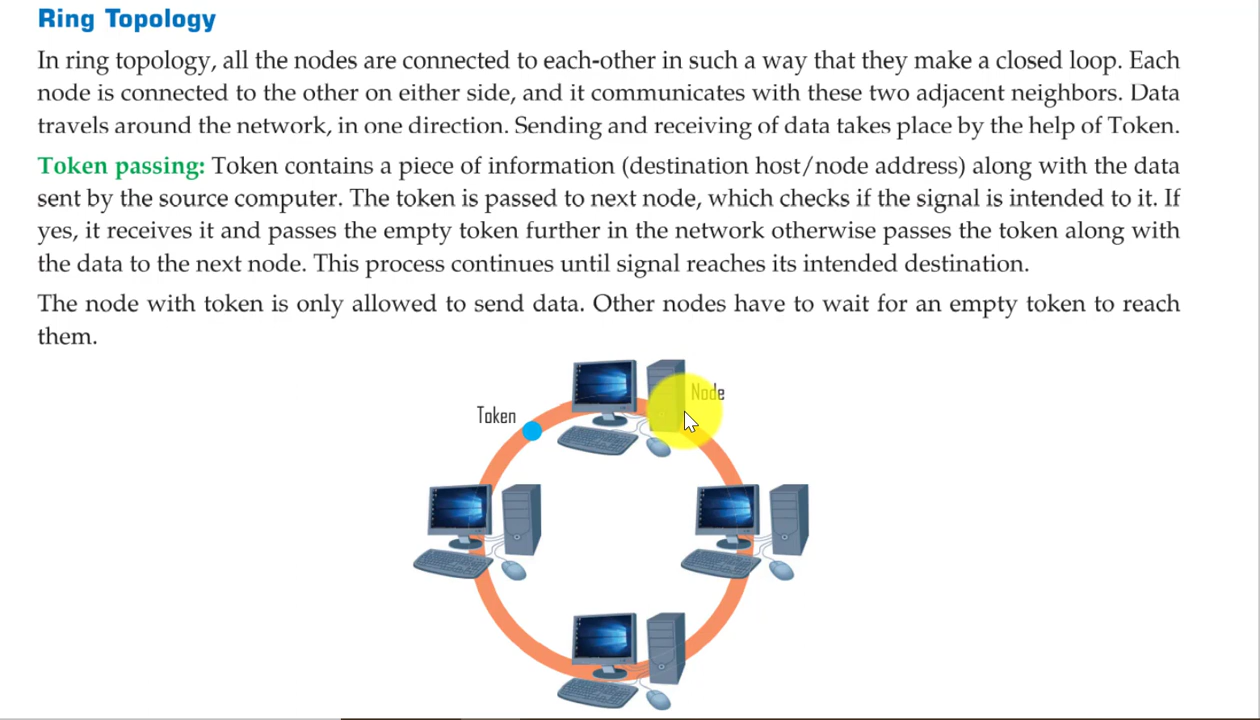 Ring Topology
In ring topology, all the nodes are connected to each-other in such a way that they make a closed loop. Each
node is connected to the other on either side, and it communicates with these two adjacent neighbors. Data
travels around the network, in one direction. Sending and receiving of data takes place by the help of Token.
Token passing: Token contains a piece of information (destination host/node address) along with the data
sent by the source computer. The token is passed to next node, which checks if the signal is intended to it. If
yes, it receives it and passes the empty token further in the network otherwise passes the token along with
the data to the next node. This process continues until signal reaches its intended destination.
The node with token is only allowed to send data. Other nodes have to wait for an empty token to reach
them.
Node
Token